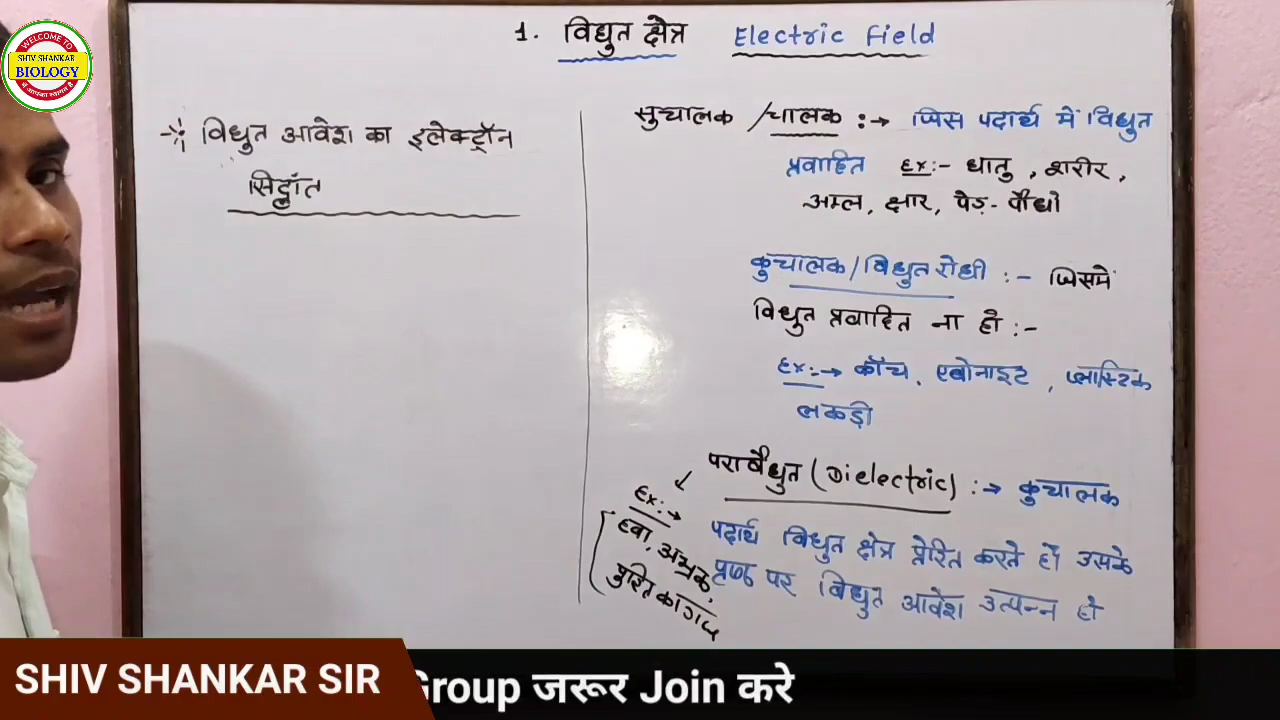 1. विद्युत क्षेत्र Electric Field
WELCOME TO
SHIV SHANKAR
BIOLOGY
में आपका स्वागत है
विद्युत आवेश का इलेक्ट्रॉन
सिद्धांत
सुचालक /चालक :→ जिस पदार्थ में विद्युत
प्रवाहित Ex:- धातु, शरीर,
अम्ल, क्षार, पेड़-पौधो
कुचालक/विद्युतरोधी :- जिसमें
विद्युत प्रवाहित ना हो :-
Ex:→ काँच, एबोनाइट, प्लास्टिक
लकड़ी
परावैधुत (Dielectric) :→ कुचालक
पदार्थ विद्युत क्षेत्र प्रेरित करते हो उसके
पृष्ठ पर विद्युत आवेश उत्पन्न हो
Ex:→
हवा, अभ्रक,
पुरित कागज
SHIV SHANKAR SIR
Group जरूर Join करे